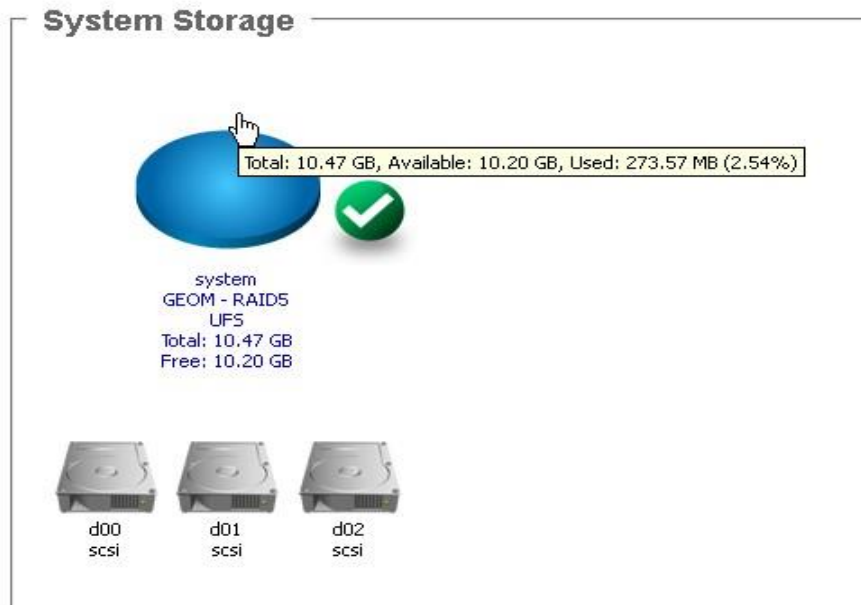 System Storage
Total: 10.47 GB, Available: 10.20 GB, Used: 273.57 MB (2.54%)
system
GEOM - RAID5
UFS
Total: 10.47 GB
Free: 10.20 GB
d00
scsi
d01
scsi
d02
scsi